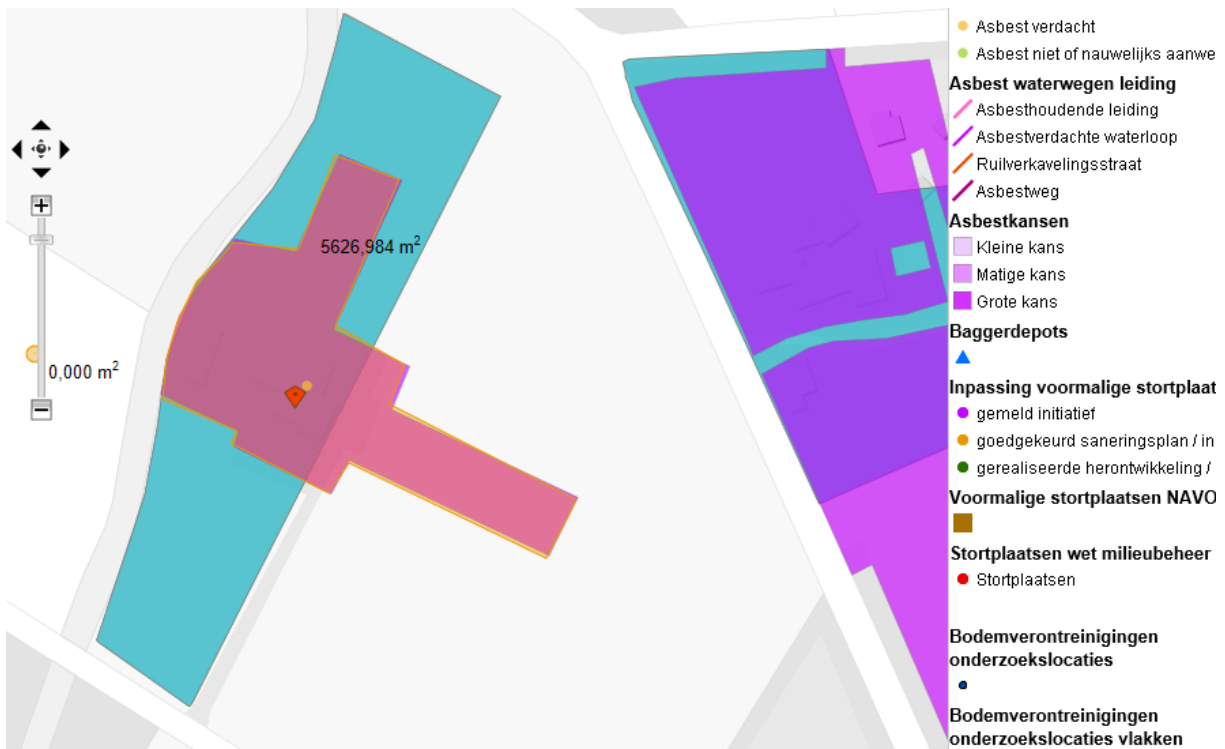 5626,984 m²
0,000 m²
Asbest verdacht
Asbest niet of nauwelijks aanwe
Asbest waterwegen leiding
Asbesthoudende leiding
Asbestverdachte waterloop
Ruilverkavelingsstraat
Asbestweg
Asbestkansen
Kleine kans
Matige kans
Grote kans
Baggerdepots
Inpassing voormalige stortplaat
gemeld initiatief
goedgekeurd saneringsplan / in
gerealiseerde herontwikkeling /
Voormalige stortplaatsen NAVO
Stortplaatsen wet milieubeheer
Stortplaatsen
Bodemverontreinigingen
onderzoekslocaties
Bodemverontreinigingen
onderzoekslocaties vlakken